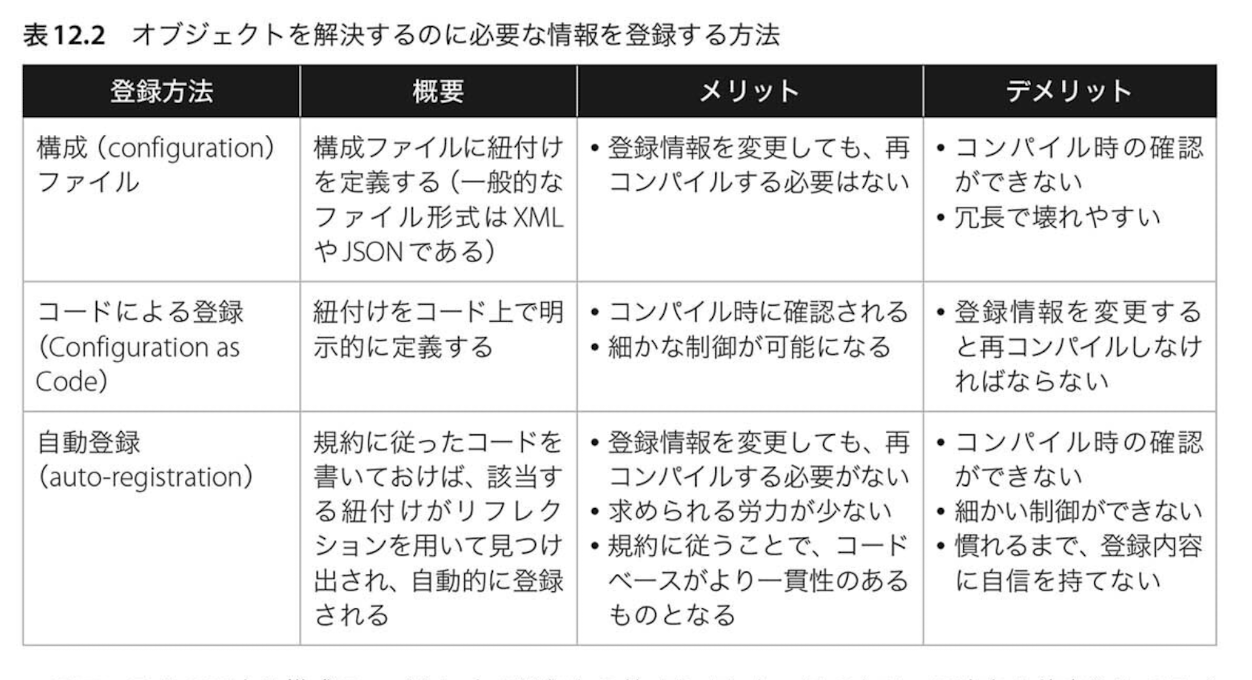 表12.2 オブジェクトを解決するのに必要な情報を登録する方法
登録方法 概要 メリット デメリット
構成（configuration）
ファイル
構成ファイルに紐付け
を定義する（一般的な
ファイル形式はXML
やJSONである）
• 登録情報を変更しても、再
コンパイルする必要はない
• コンパイル時の確認
ができない
• 冗長で壊れやすい
コードによる登録
（Configuration as
Code）
紐付けをコード上で明
示的に定義する
• コンパイル時に確認される
• 細かな制御が可能になる
• 登録情報を変更する
と再コンパイルしなけ
ればならない
自動登録
（auto-registration）
規約に従ったコードを
書いておけば、該当す
る紐付けがリフレク
ションを用いて見つけ
出され、自動的に登録
される
• 登録情報を変更しても、再
コンパイルする必要がない
• 求められる労力が少ない
• 規約に従うことで、コード
ベースがより一貫性のある
ものとなる
• コンパイル時の確認
ができない
• 細かい制御ができない
• 慣れるまで、登録内容
に自信を持てない